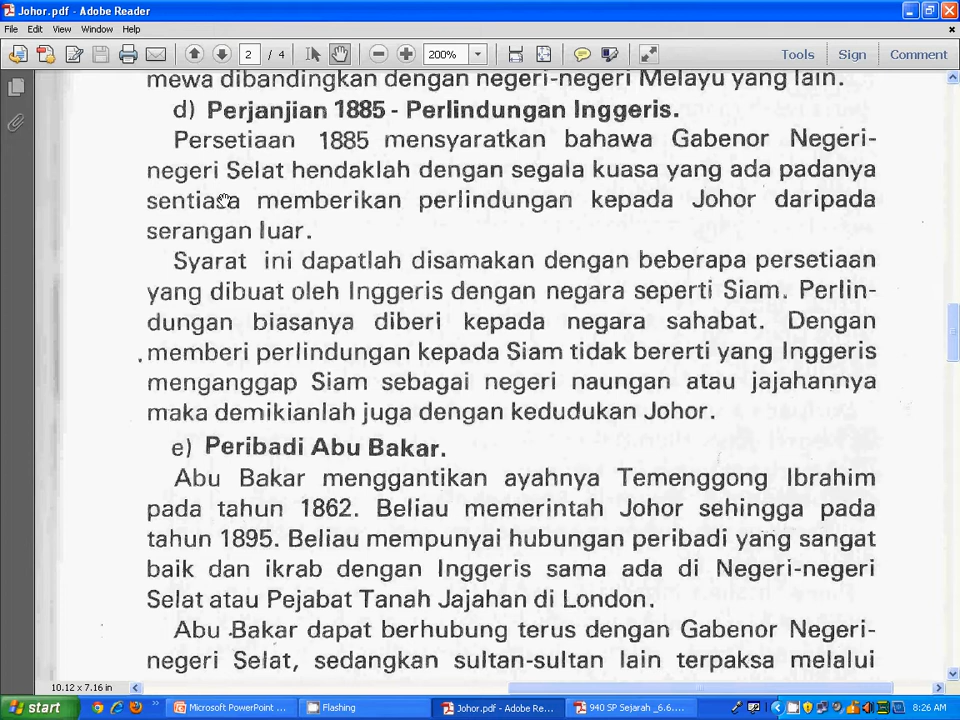 Johor.pdf - Adobe Reader
File Edit View Window Help
2 / 4 200% Tools Sign Comment
mewa dibandingkan dengan negeri-negeri Melayu yang lain.
d) Perjanjian 1885 - Perlindungan Inggeris.
Persetiaan 1885 mensyaratkan bahawa Gabenor Negeri-
negeri Selat hendaklah dengan segala kuasa yang ada padanya
sentiasa memberikan perlindungan kepada Johor daripada
serangan luar.
Syarat ini dapatlah disamakan dengan beberapa persetiaan
yang dibuat oleh Inggeris dengan negara seperti Siam. Perlin-
dungan biasanya diberi kepada negara sahabat. Dengan
memberi perlindungan kepada Siam tidak bererti yang Inggeris
menganggap Siam sebagai negeri naungan atau jajahannya
maka demikianlah juga dengan kedudukan Johor.
e) Peribadi Abu Bakar.
Abu Bakar menggantikan ayahnya Temenggong Ibrahim
pada tahun 1862. Beliau memerintah Johor sehingga pada
tahun 1895. Beliau mempunyai hubungan peribadi yang sangat
baik dan ikrab dengan Inggeris sama ada di Negeri-negeri
Selat atau Pejabat Tanah Jajahan di London.
Abu Bakar dapat berhubung terus dengan Gabenor Negeri-
negeri Selat, sedangkan sultan-sultan lain terpaksa melalui
10.12 x 7.16 in
start Microsoft PowerPoint ... Flashing Johor.pdf - Adobe Re... 940 SP Sejarah _6.6.... 8:26 AM